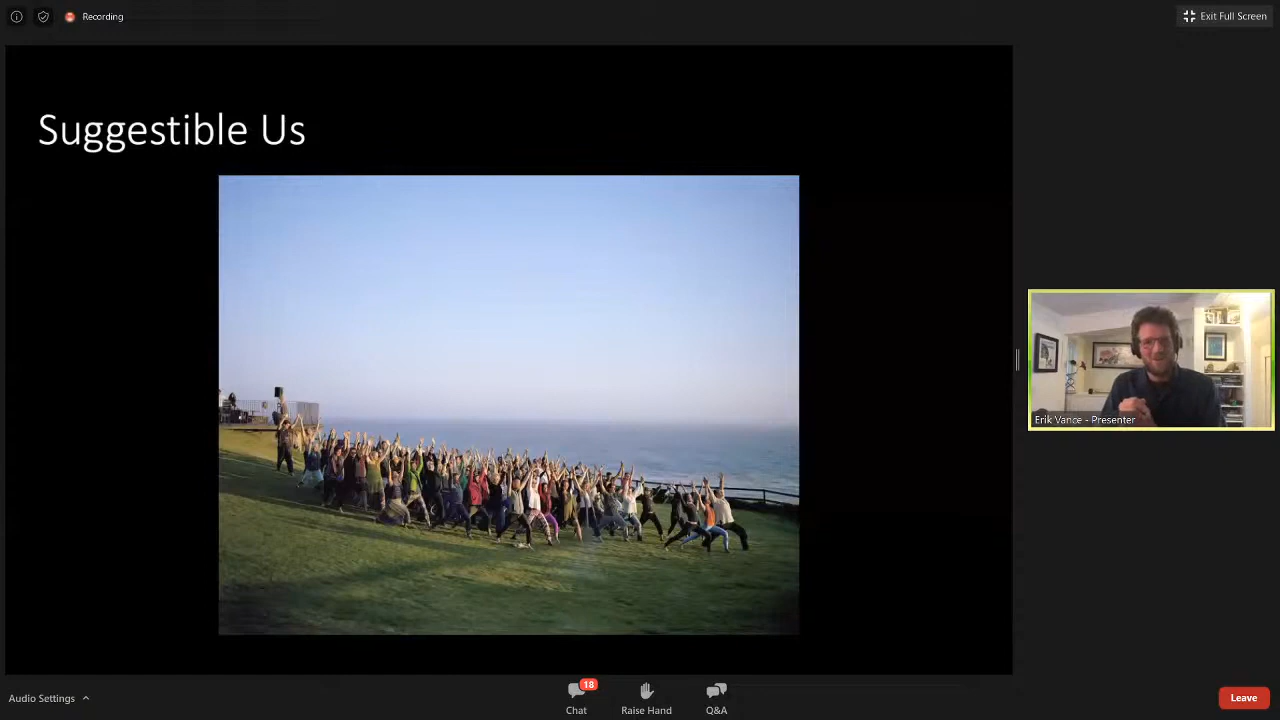 Recording
Exit Full Screen
Suggestible Us
Erik Vance - Presenter
Audio Settings
18
Chat
Raise Hand
Q&A
Leave